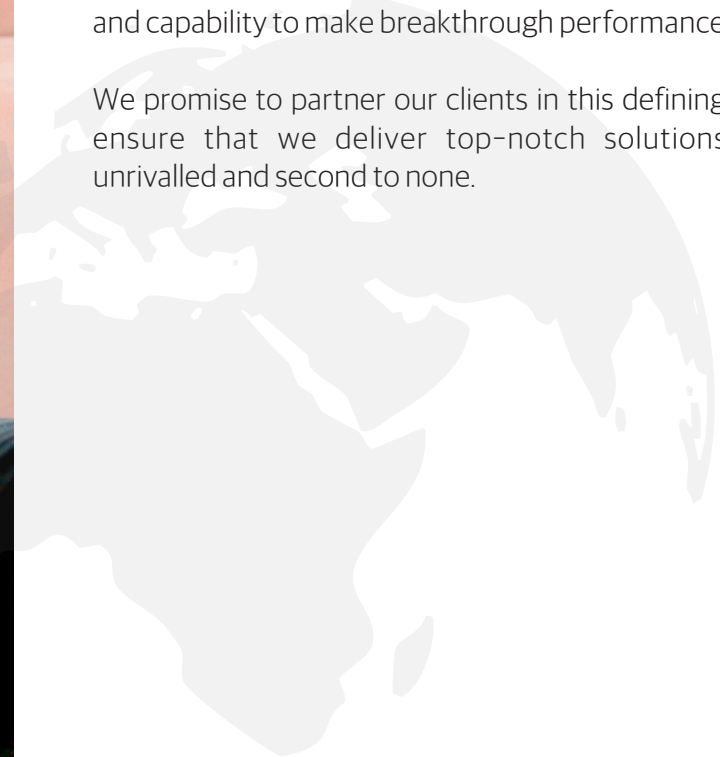 and capability to make breakthrough performance
We promise to partner our clients in this defining
ensure that we deliver top-notch solutions
unrivalled and second to none.